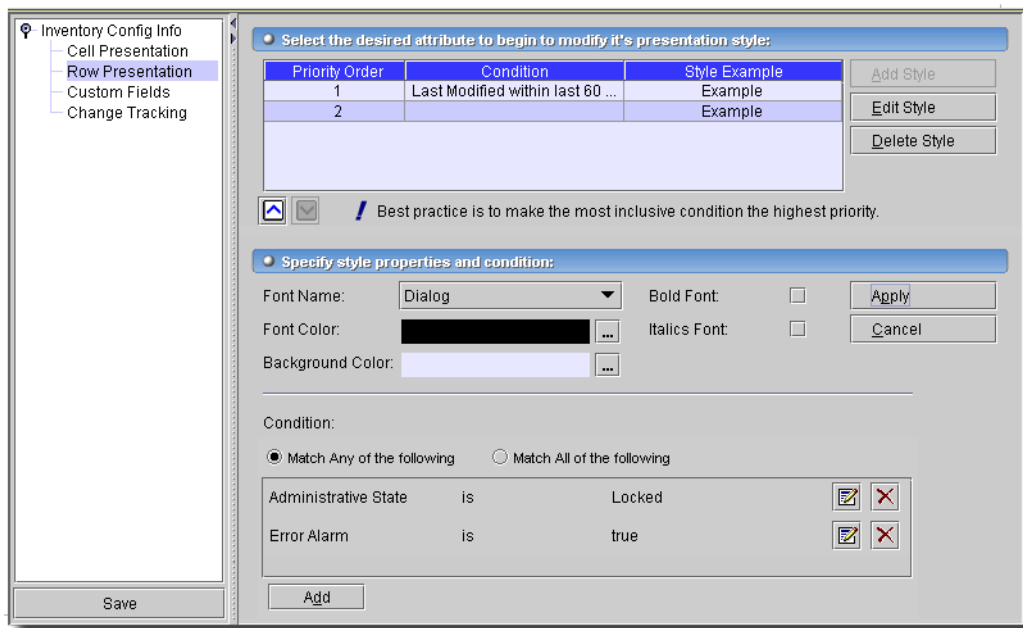 Inventory Config Info
Cell Presentation
Row Presentation
Custom Fields
Change Tracking
Save
Select the desired attribute to begin to modify it's presentation style:
Priority Order Condition Style Example
1 Last Modified within last 60 ... Example
2 Example
Add Style
Edit Style
Delete Style
! Best practice is to make the most inclusive condition the highest priority.
Specify style properties and condition:
Font Name: Dialog Bold Font: Apply
Font Color: ... Italics Font: Cancel
Background Color: ...
Condition:
Match Any of the following Match All of the following
Administrative State is Locked
Error Alarm is true
Add